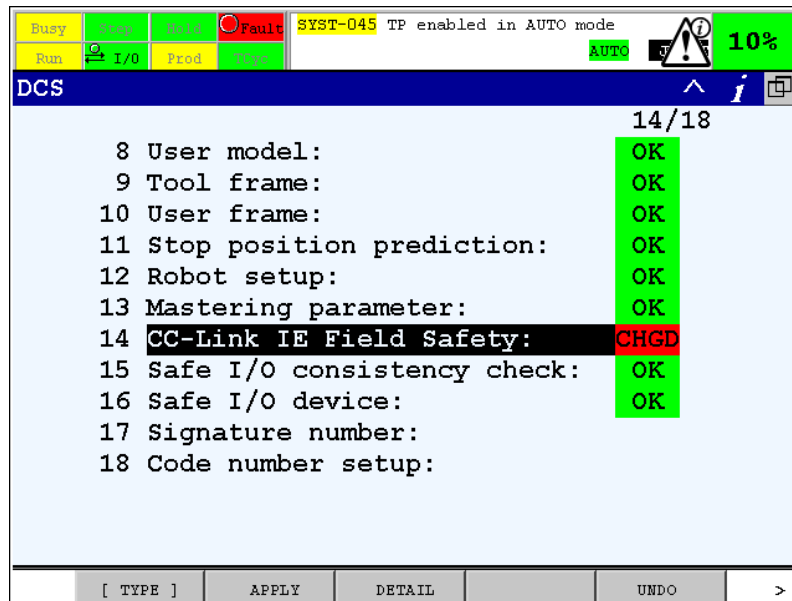 Busy Step Hold Fault SYST-045 TP enabled in AUTO mode
Run I/O Prod TCyc AUTO 10%
DCS
14/18
8 User model: OK
9 Tool frame: OK
10 User frame: OK
11 Stop position prediction: OK
12 Robot setup: OK
13 Mastering parameter: OK
14 CC-Link IE Field Safety: CHGD
15 Safe I/O consistency check: OK
16 Safe I/O device: OK
17 Signature number:
18 Code number setup:
[ TYPE ] APPLY DETAIL UNDO >